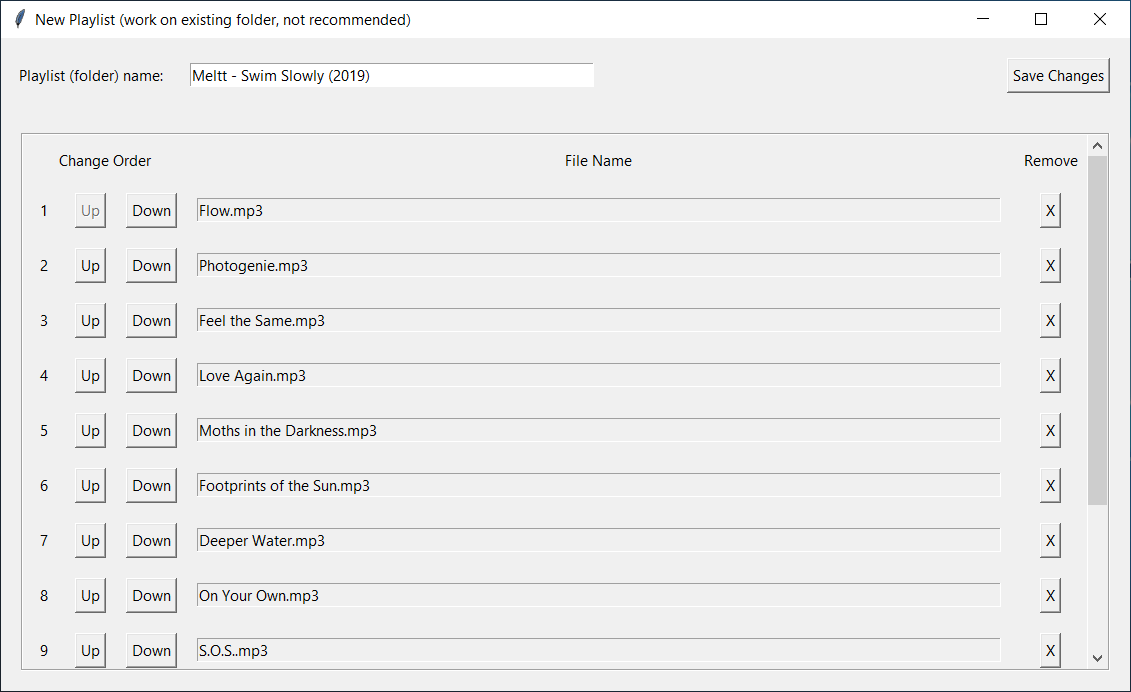 New Playlist (work on existing folder, not recommended)
Playlist (folder) name: Meltt - Swim Slowly (2019) Save Changes
Change Order File Name Remove
1 Up Down Flow.mp3 X
2 Up Down Photogenie.mp3 X
3 Up Down Feel the Same.mp3 X
4 Up Down Love Again.mp3 X
5 Up Down Moths in the Darkness.mp3 X
6 Up Down Footprints of the Sun.mp3 X
7 Up Down Deeper Water.mp3 X
8 Up Down On Your Own.mp3 X
9 Up Down S.O.S..mp3 X